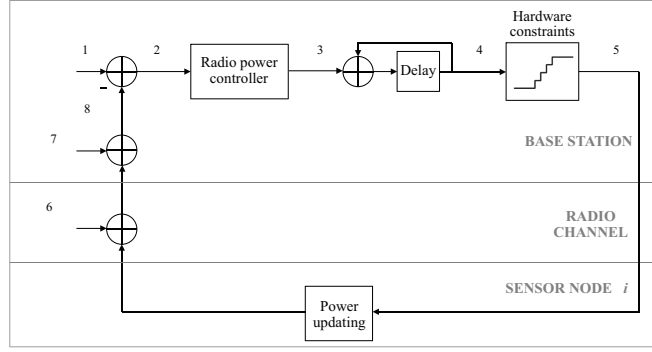 Hardware
constraints
1
2
3
4
5
Radio power
controller
Delay
8
7
BASE STATION
6
RADIO
CHANNEL
SENSOR NODE i
Power
updating